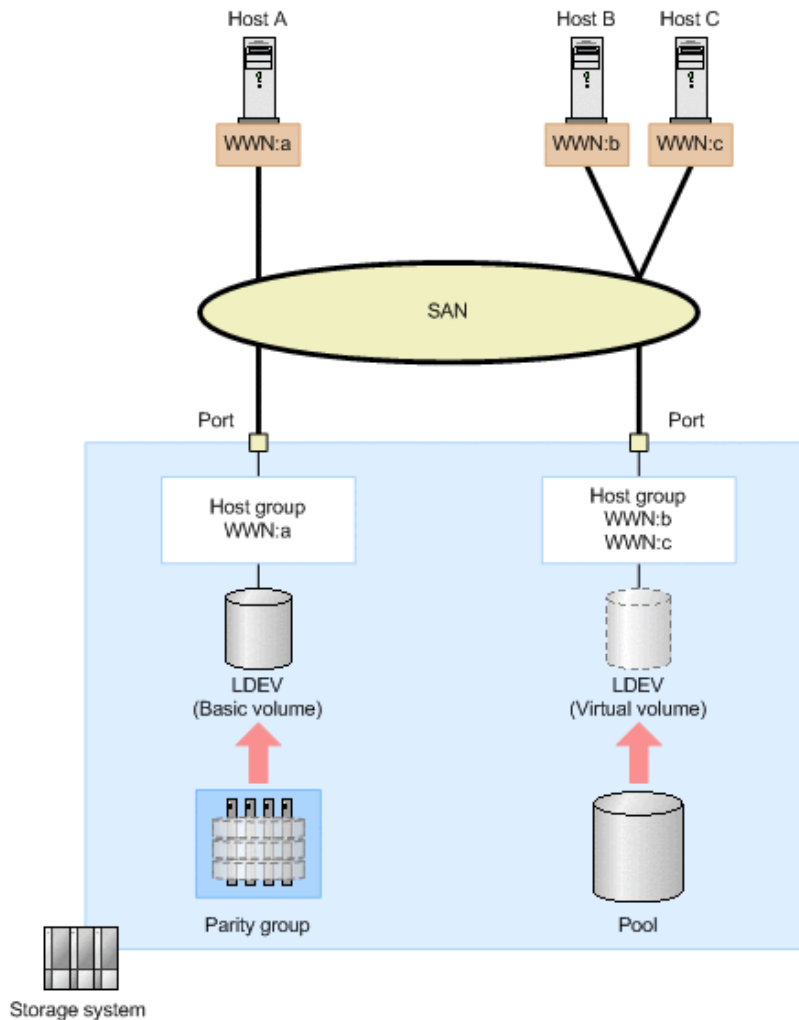 Host A
Host B
Host C
WWN:a
WWN:b
WWN:c
SAN
Port
Port
Host group
WWN:a
Host group
WWN:b
WWN:c
LDEV
(Basic volume)
LDEV
(Virtual volume)
Parity group
Pool
Storage system